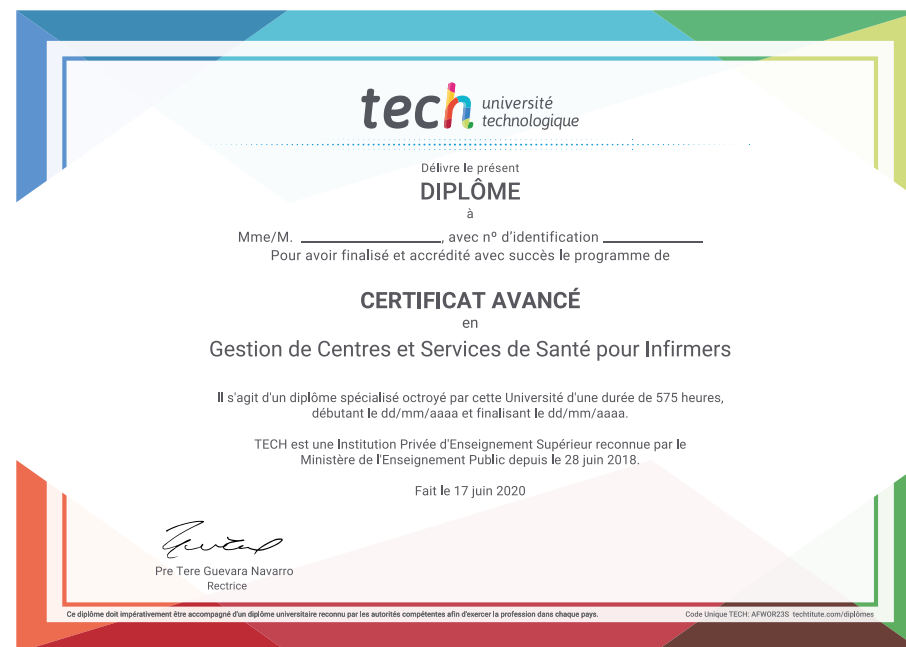 tech université
technologique
Délivre le présent
DIPLÔME
à
Mme/M. ____________________, avec nº d'identification ______________
Pour avoir finalisé et accrédité avec succès le programme de
CERTIFICAT AVANCÉ
en
Gestion de Centres et Services de Santé pour Infirmers
Il s'agit d'un diplôme spécialisé octroyé par cette Université d'une durée de 575 heures,
débutant le dd/mm/aaaa et finalisant le dd/mm/aaaa.
TECH est une Institution Privée d'Enseignement Supérieur reconnue par le
Ministère de l'Enseignement Public depuis le 28 juin 2018.
Fait le 17 juin 2020
Pre Tere Guevara Navarro
Rectrice
Ce diplôme doit impérativement être accompagné d'un diplôme universitaire reconnu par les autorités compétentes afin d'exercer la profession dans chaque pays.
Code Unique TECH: AFWOR23S techtitute.com/diplômes